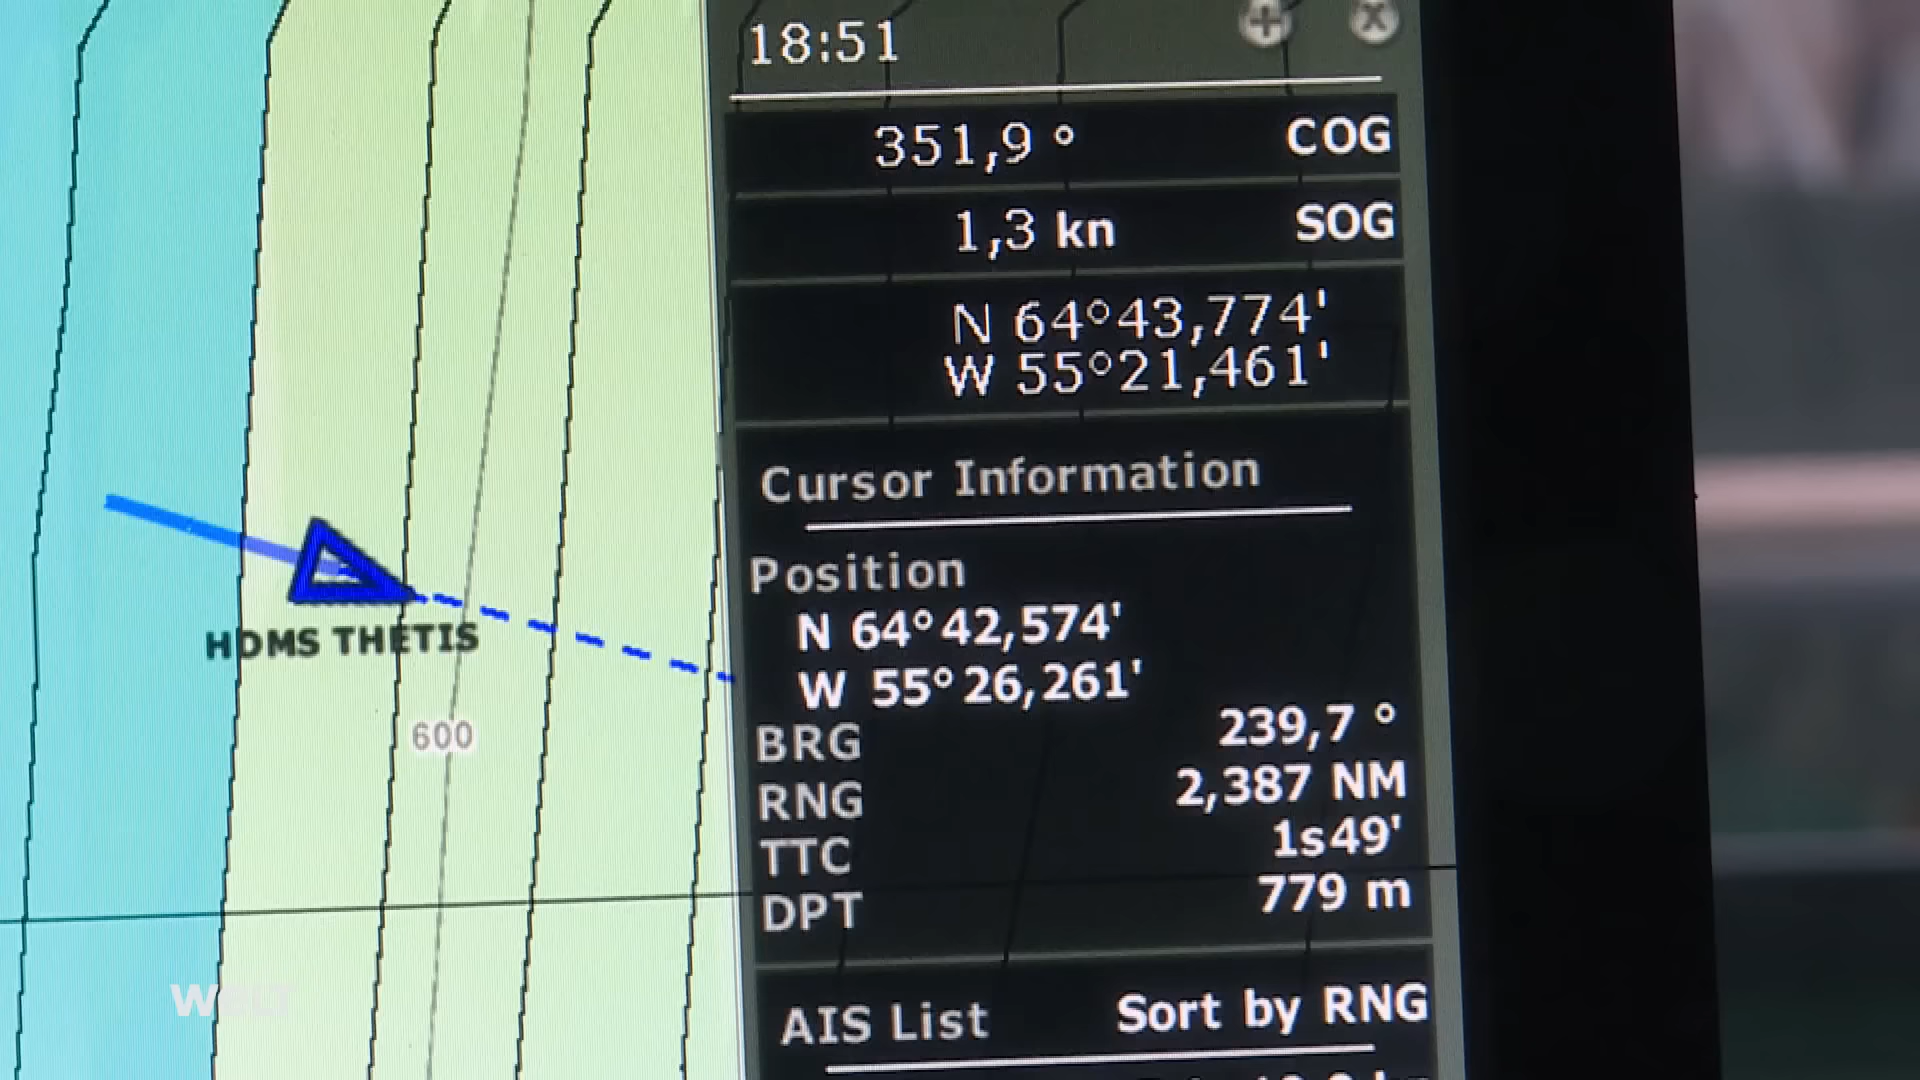 18:51
351,9 ° COG
1,3 kn SOG
N 64°43,774'
W 55°21,461'
Cursor Information
Position
N 64°42,574'
W 55°26,261'
BRG 239,7 °
RNG 2,387 NM
TTC 1s49'
DPT 779 m
AIS List Sort by RNG
HDMS THETIS
600
WELT